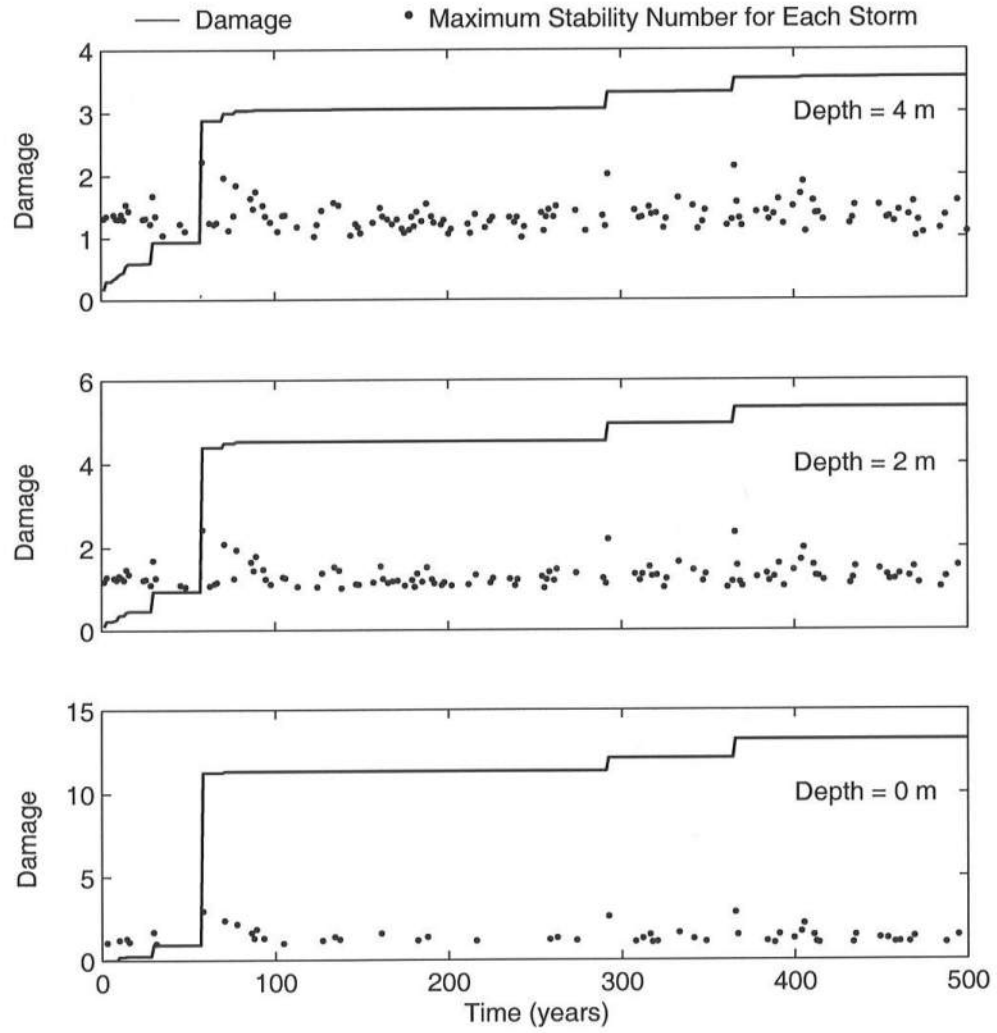 Damage
Maximum Stability Number for Each Storm
4
3
2
1
0
Damage
Depth = 4 m
6
4
2
0
Damage
Depth = 2 m
15
10
5
0
Damage
Depth = 0 m
0 100 200 300 400 500
Time (years)